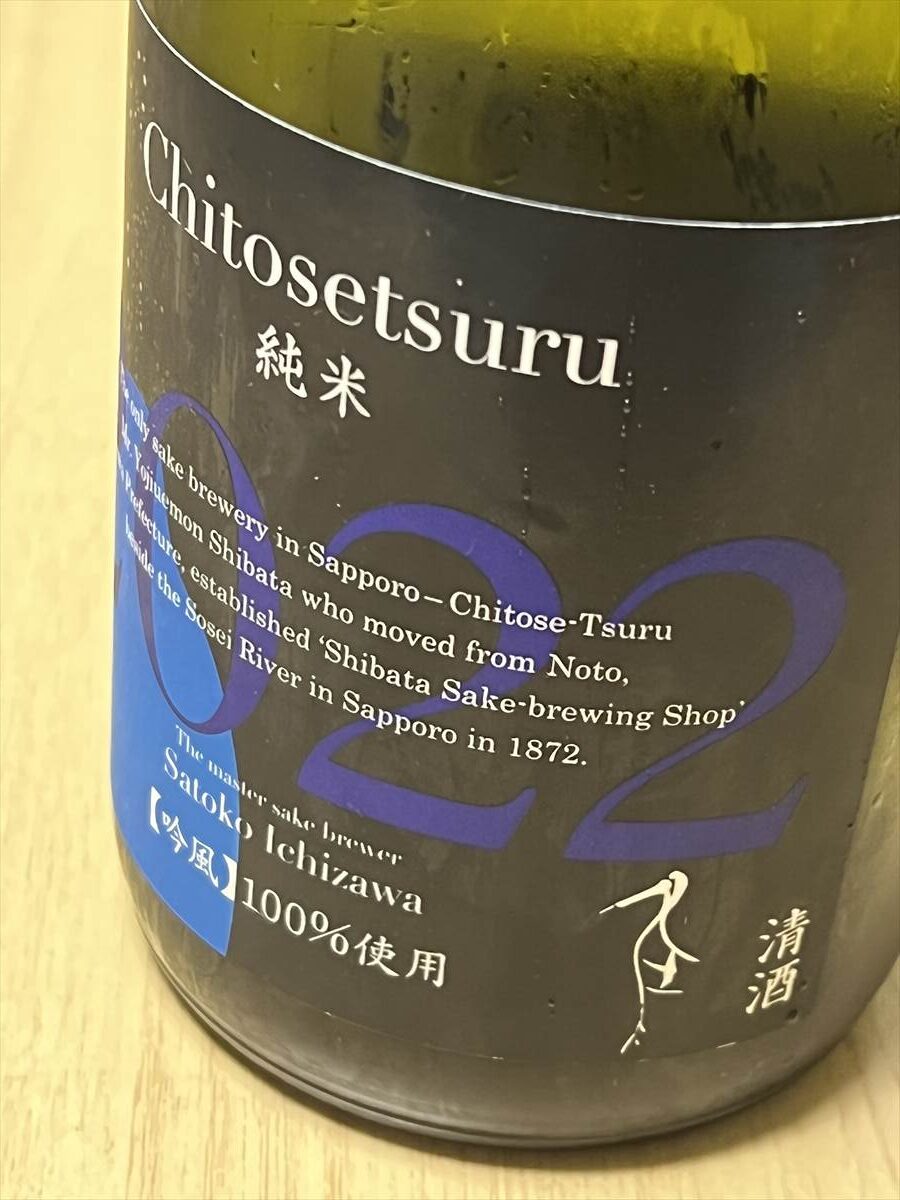 Chitosetsuru
純米
022
only sake brewery in Sapporo–Chitose-Tsuru
Mr. Yojiuemon Shibata who moved from Noto,
Prefecture, established ‘Shibata Sake-brewing Shop’
beside the Sosei River in Sapporo in 1872.
The master sake brewer
Satoko Ichizawa
【吟風】100%使用
清酒